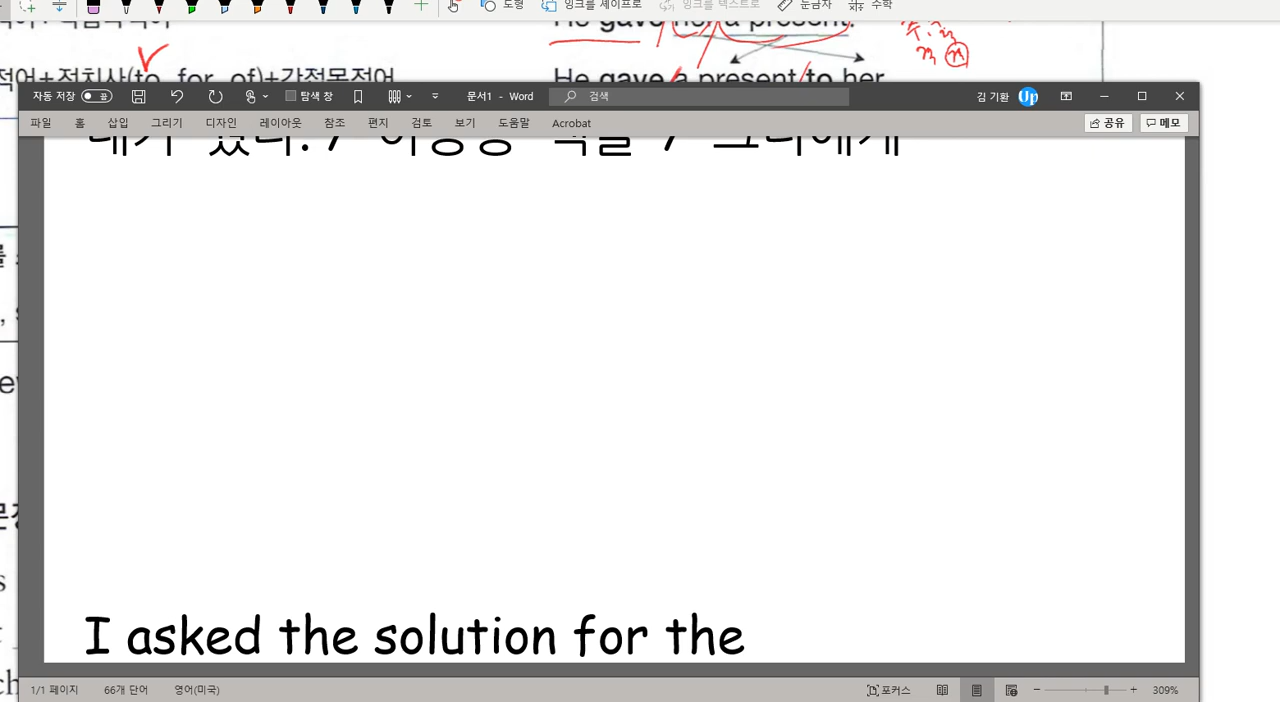 도형
잉크를 셰이프로
잉크를 텍스트로
눈금자
수학
He gave her a present.
적어+전치사(to, for, of)+간접목적어
He gave a present to her
자동 저장
탐색 창
문서1 - Word
검색
김 기환
Up
파일
홈
삽입
그리기
디자인
레이아웃
참조
편지
검토
보기
도움말
Acrobat
공유
메모
I asked the solution for the
1/1 페이지
66개 단어
영어(미국)
포커스
309%